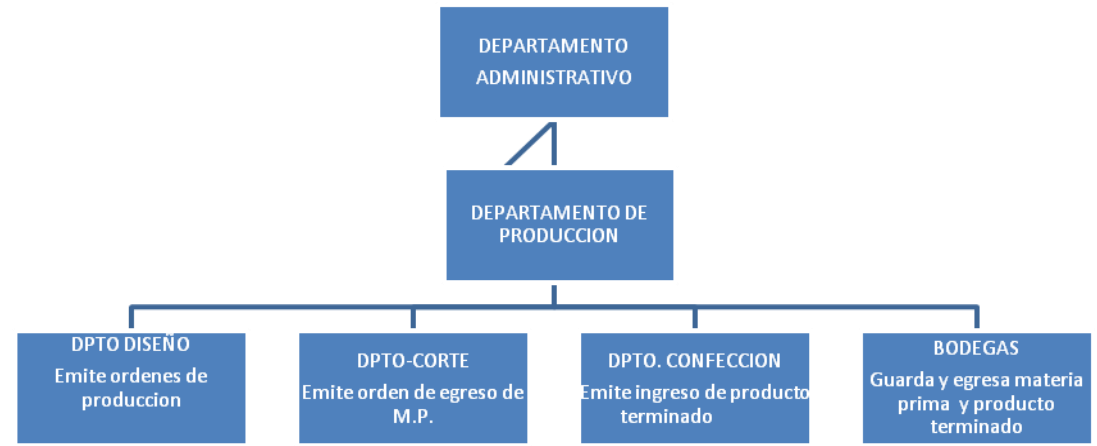 DEPARTAMENTO
ADMINISTRATIVO
DEPARTAMENTO DE
PRODUCCION
DPTO DISEÑO
Emite ordenes de
produccion
DPTO-CORTE
Emite orden de egreso de
M.P.
DPTO. CONFECCION
Emite ingreso de producto
terminado
BODEGAS
Guarda y egresa materia
prima y producto
terminado